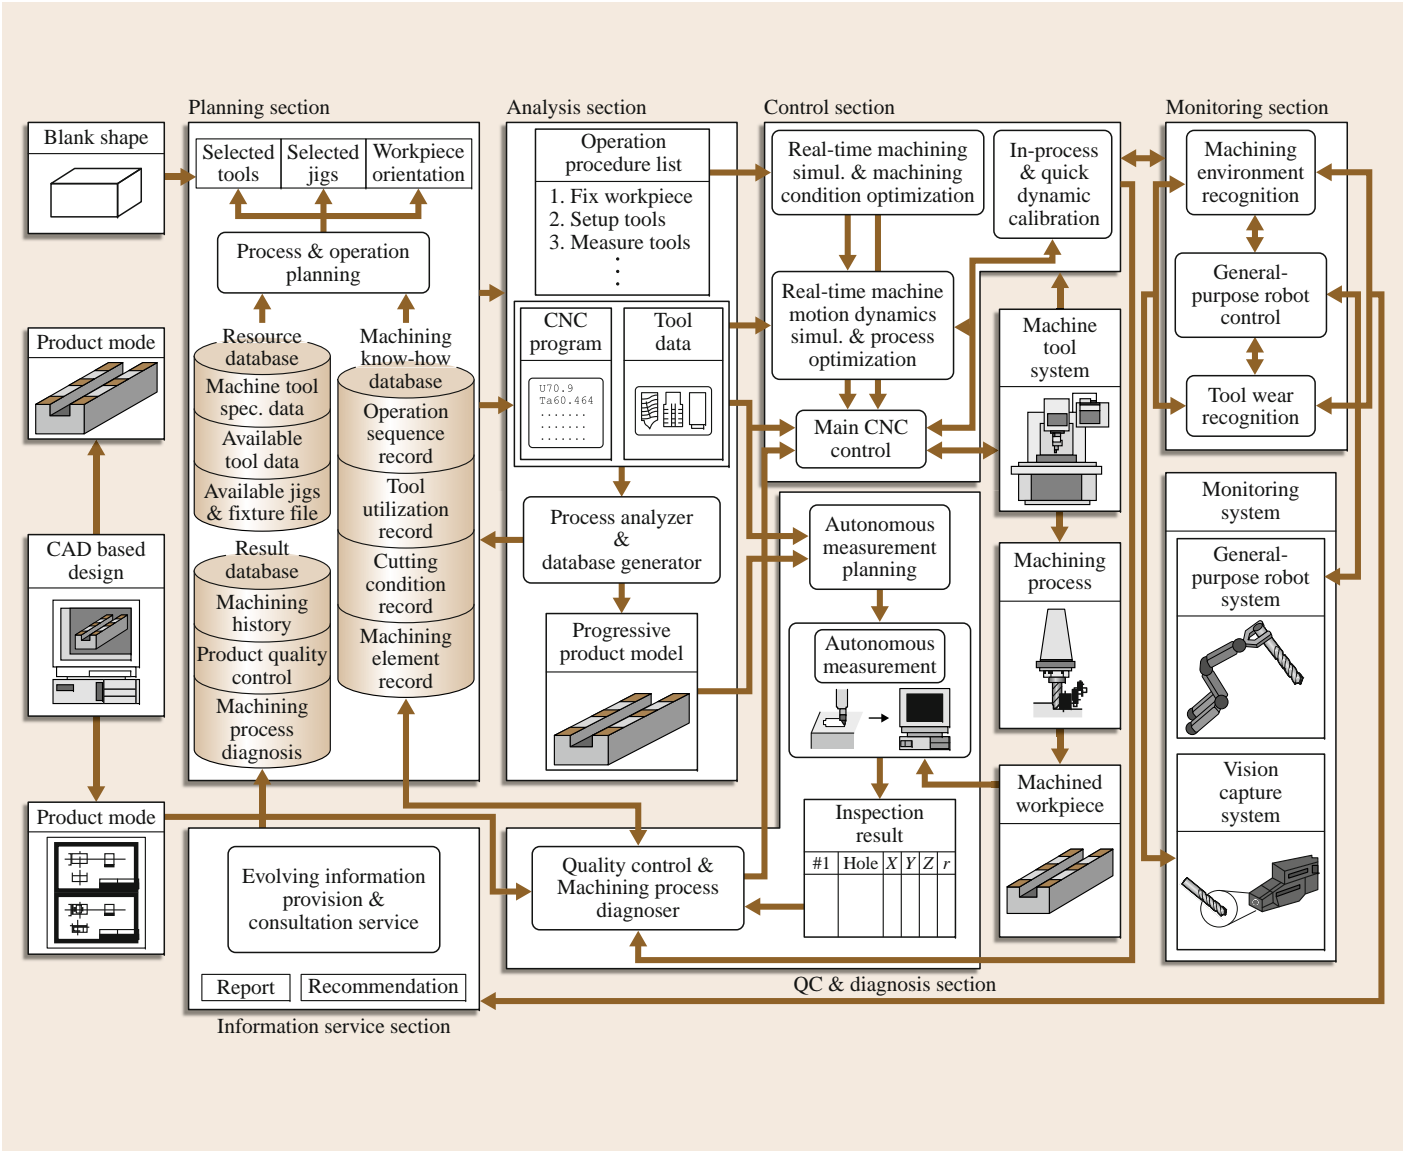 Planning section
Analysis section
Control section
Monitoring section
Blank shape
Selected
tools
Selected
jigs
Workpiece
orientation
Process & operation
planning
Resource
database
Machine tool
spec. data
Available
tool data
Available jigs
& fixture file
Machining
know-how
database
Operation
sequence
record
Tool
utilization
record
Cutting
condition
record
Machining
element
record
Result
database
Machining
history
Product quality
control
Machining
process
diagnosis
Product mode
CAD based
design
Product mode
Operation
procedure list
1. Fix workpiece
2. Setup tools
3. Measure tools
CNC
program
U70.9
Ta60.464
Tool
data
Process analyzer
&
database generator
Progressive
product model
Real-time machining
simul. & machining
condition optimization
In-process
& quick
dynamic
calibration
Real-time machine
motion dynamics
simul. & process
optimization
Main CNC
control
Machine
tool
system
Machining
process
Machined
workpiece
Autonomous
measurement
planning
Autonomous
measurement
Inspection
result
#1 Hole X Y Z r
Quality control &
Machining process
diagnoser
QC & diagnosis section
Machining
environment
recognition
General-
purpose robot
control
Tool wear
recognition
Monitoring
system
General-
purpose robot
system
Vision
capture
system
Evolving information
provision &
consultation service
Report
Recommendation
Information service section